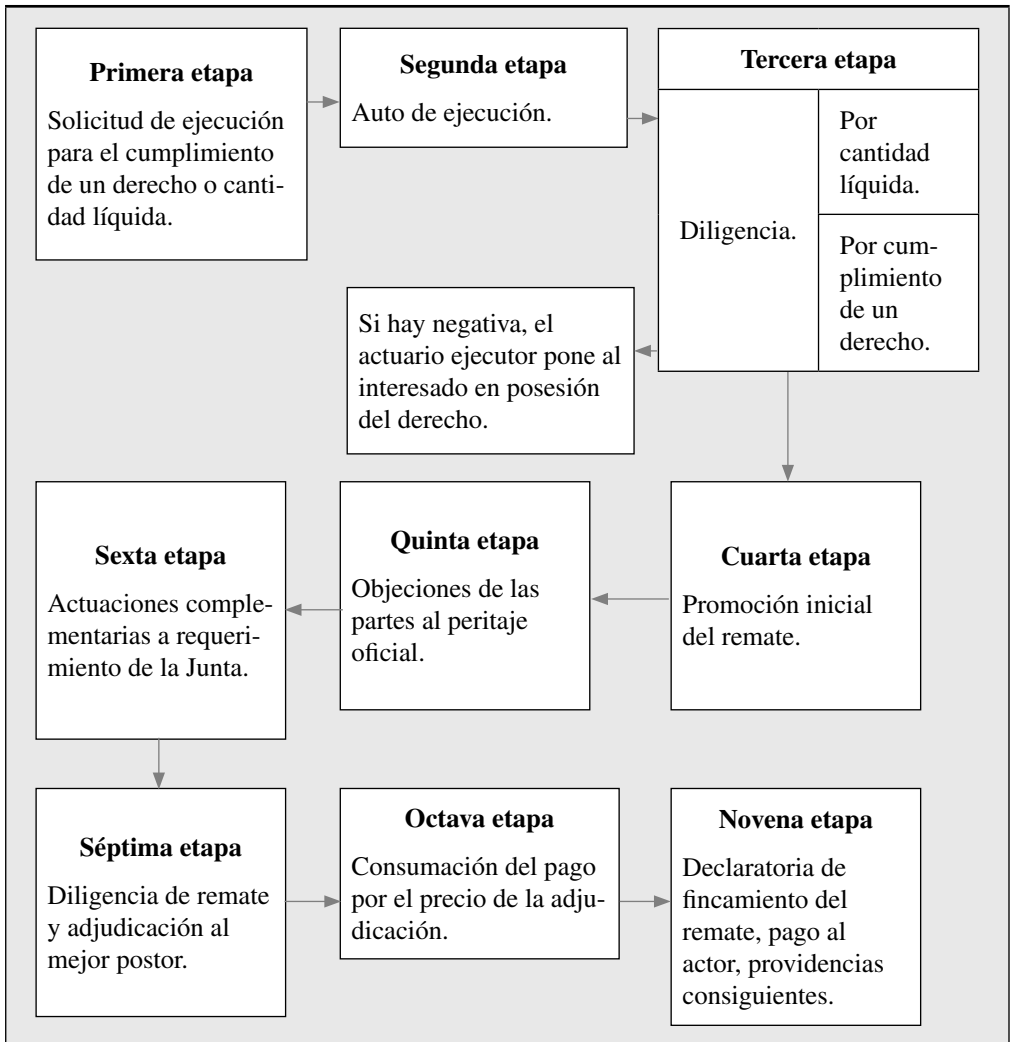 Primera etapa
Solicitud de ejecución
para el cumplimiento
de un derecho o canti-
dad líquida.
Segunda etapa
Auto de ejecución.
Tercera etapa
Diligencia.
Por
cantidad
líquida.
Por cum-
plimiento
de un
derecho.
Si hay negativa, el
actuario ejecutor pone al
interesado en posesión
del derecho.
Cuarta etapa
Promoción inicial
del remate.
Quinta etapa
Objeciones de las
partes al peritaje
oficial.
Sexta etapa
Actuaciones comple-
mentarias a requeri-
miento de la Junta.
Séptima etapa
Diligencia de remate
y adjudicación al
mejor postor.
Octava etapa
Consumación del pago
por el precio de la adju-
dicación.
Novena etapa
Declaratoria de
fincamiento del
remate, pago al
actor, providencias
consiguientes.